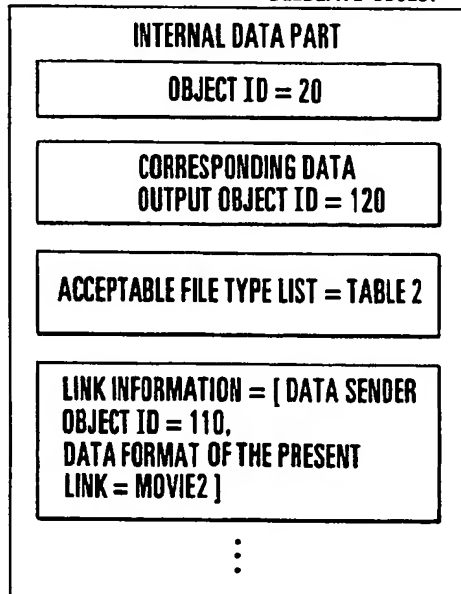 INTERNAL DATA PART
OBJECT ID = 20
CORRESPONDING DATA
OUTPUT OBJECT ID = 120
ACCEPTABLE FILE TYPE LIST = TABLE 2
LINK INFORMATION = [ DATA SENDER
OBJECT ID = 110,
DATA FORMAT OF THE PRESENT
LINK = MOVIE2 ]